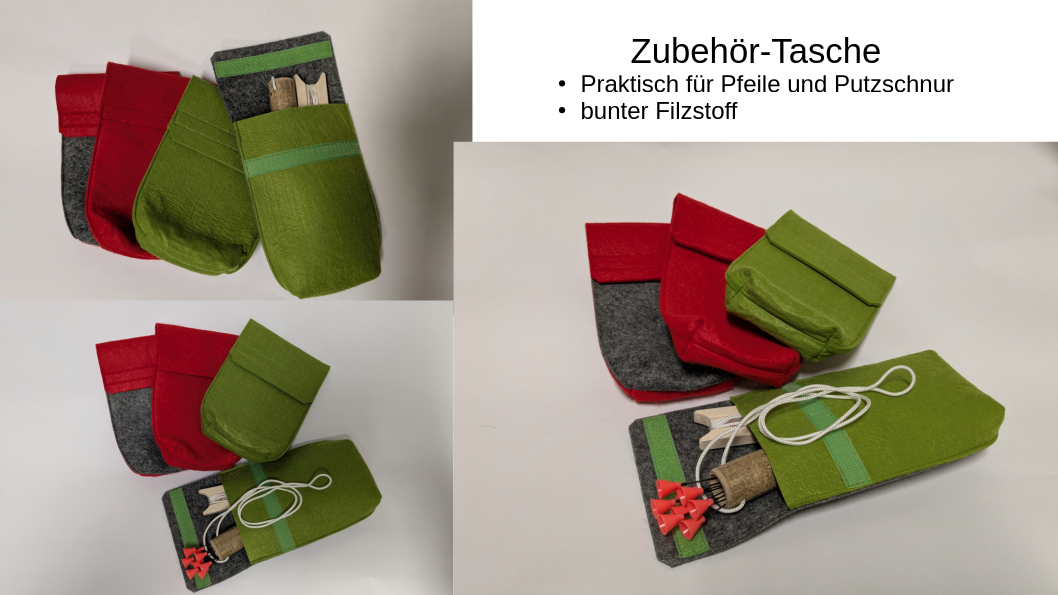 Zubehör-Tasche
• Praktisch für Pfeile und Putzschnur
• bunter Filzstoff